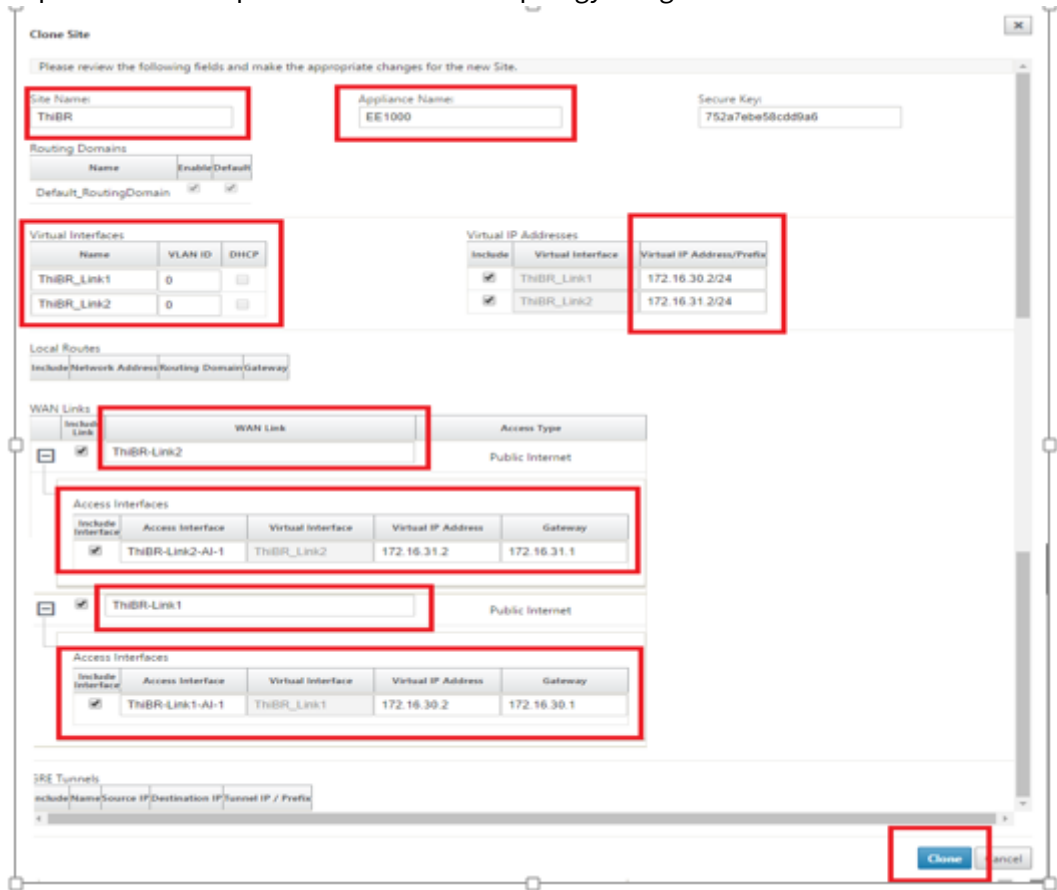 Clone Site
Please review the following fields and make the appropriate changes for the new Site.
Site Name: Appliance Name: Secure Key:
ThiBR EE1000 752a7ebe58cdd9a6
Routing Domains
Name Enable Default
Default_RoutingDomain
Virtual Interfaces Virtual IP Addresses
Name VLAN ID DHCP Include Virtual Interface Virtual IP Address/Prefix
ThiBR_Link1 0 ThiBR_Link1 172.16.30.2/24
ThiBR_Link2 0 ThiBR_Link2 172.16.31.2/24
Local Routes
Include Network Address Routing Domain Gateway
WAN Links
Include Link WAN Link Access Type
ThiBR-Link2 Public Internet
Access Interfaces
Include Interface Access Interface Virtual Interface Virtual IP Address Gateway
ThiBR-Link2-AI-1 ThiBR_Link2 172.16.31.2 172.16.31.1
ThiBR-Link1 Public Internet
Access Interfaces
Include Interface Access Interface Virtual Interface Virtual IP Address Gateway
ThiBR-Link1-AI-1 ThiBR_Link1 172.16.30.2 172.16.30.1
GRE Tunnels
nclude Name Source IP Destination IP Tunnel IP / Prefix
Clone Cancel